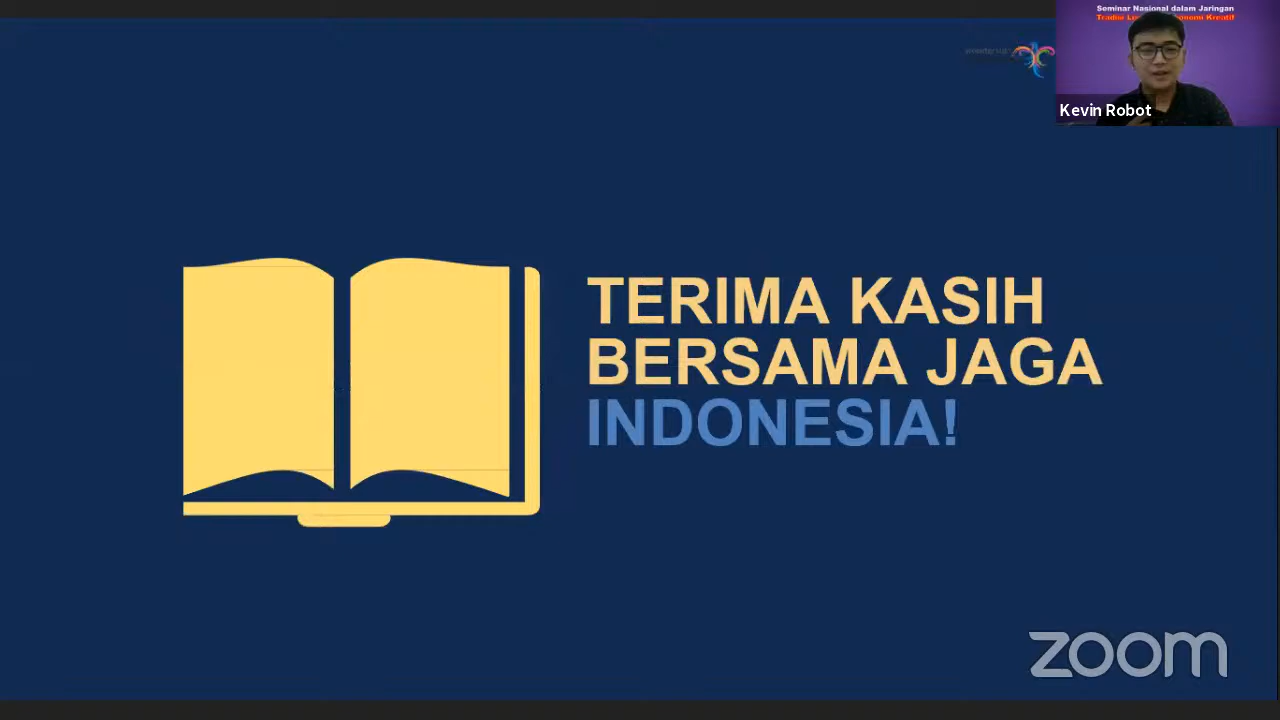 Seminar Nasional dalam Jaringan
Kevin Robot
TERIMA KASIH
BERSAMA JAGA
INDONESIA!
zoom